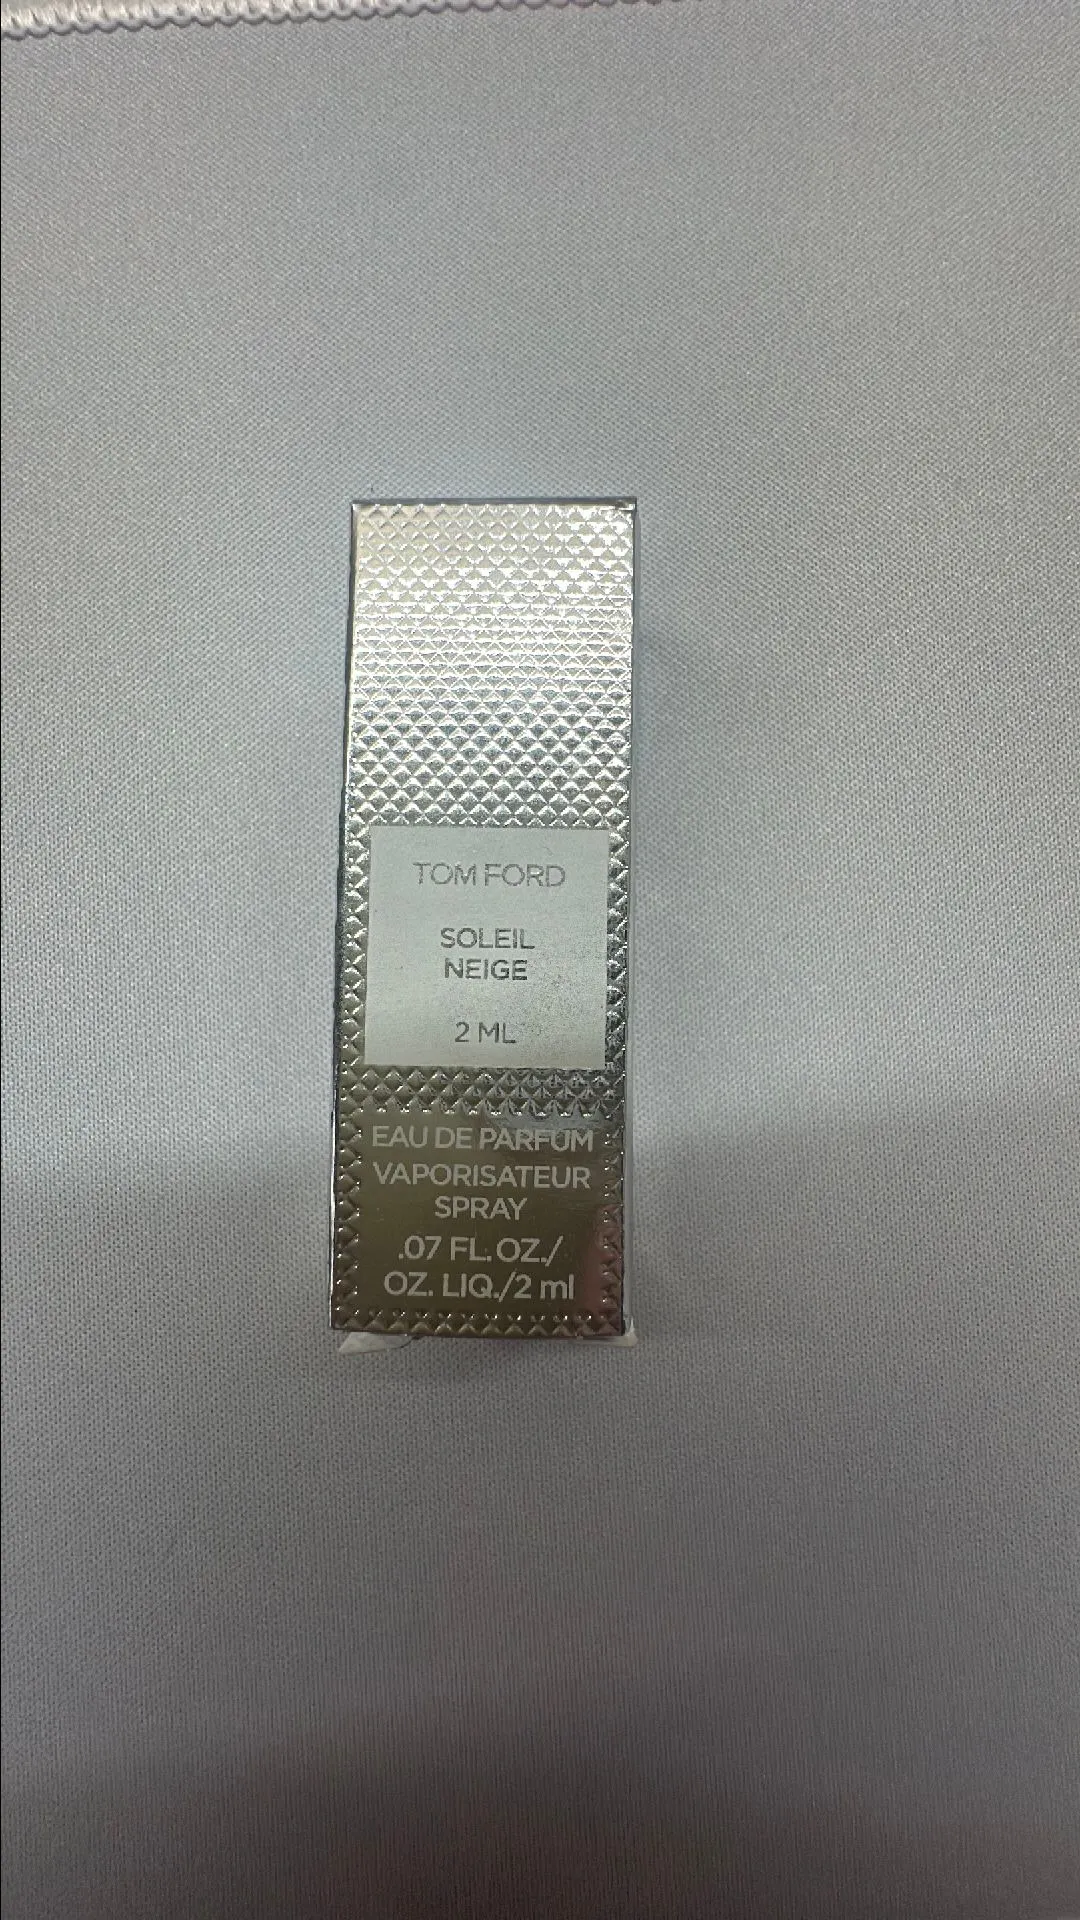 TOM FORD
SOLEIL
NEIGE
2 ML
EAU DE PARFUM
VAPORISATEUR
SPRAY
.07 FL. OZ./
OZ. LIQ./2 ml